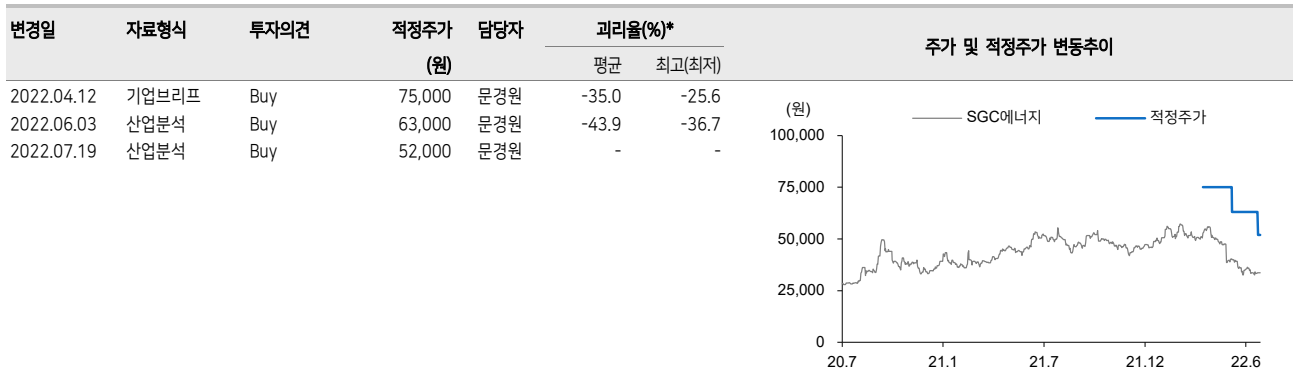 변경일 자료형식 투자의견 적정주가 담당자 괴리율(%)* 주가 및 적정주가 변동추이
(원) 평균 최고(최저)
2022.04.12 기업브리프 Buy 75,000 문경원 -35.0 -25.6
2022.06.03 산업분석 Buy 63,000 문경원 -43.9 -36.7
2022.07.19 산업분석 Buy 52,000 문경원 - -
(원) SGC에너지 적정주가
100,000
75,000
50,000
25,000
0
20.7 21.1 21.7 21.12 22.6